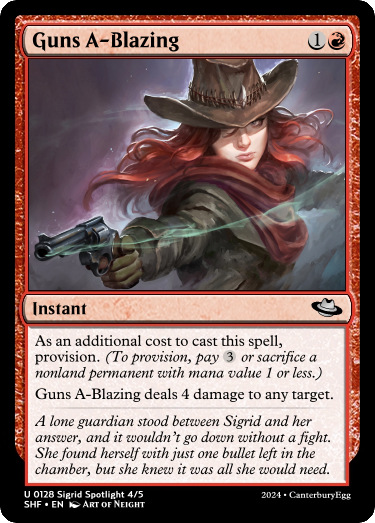 Guns A-Blazing 1
Instant
As an additional cost to cast this spell,
provision. (To provision, pay 3 or sacrifice a
nonland permanent with mana value 1 or less.)
Guns A-Blazing deals 4 damage to any target.
A lone guardian stood between Sigrid and her
answer, and it wouldn't go down without a fight.
She found herself with just one bullet left in the
chamber, but she knew it was all she would need.
U 0128 Sigrid Spotlight 4/5
SHF • EN Art of Neight
2024 • CanterburyEgg